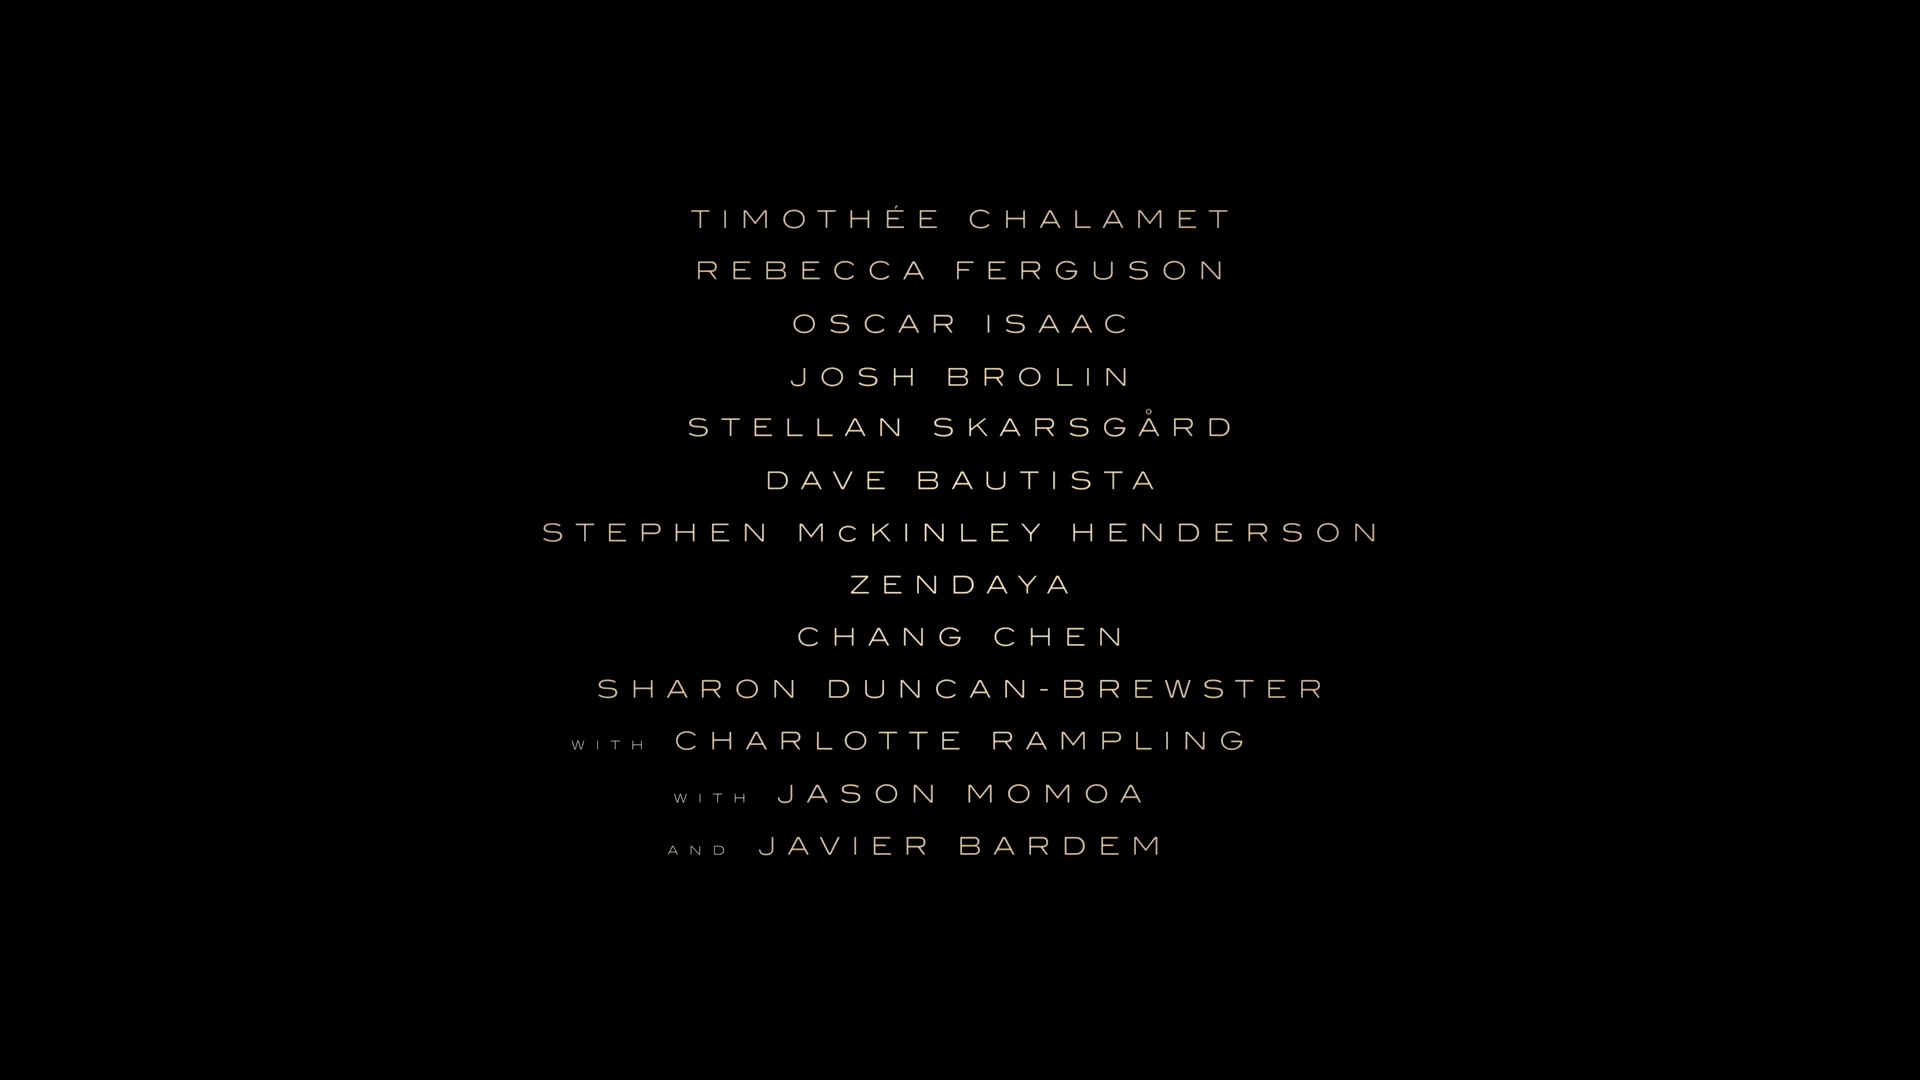 TIMOTHÉE CHALAMET
REBECCA FERGUSON
OSCAR ISAAC
JOSH BROLIN
STELLAN SKARSGÅRD
DAVE BAUTISTA
STEPHEN McKINLEY HENDERSON
ZENDAYA
CHANG CHEN
SHARON DUNCAN-BREWSTER
WITH CHARLOTTE RAMPLING
WITH JASON MOMOA
AND JAVIER BARDEM